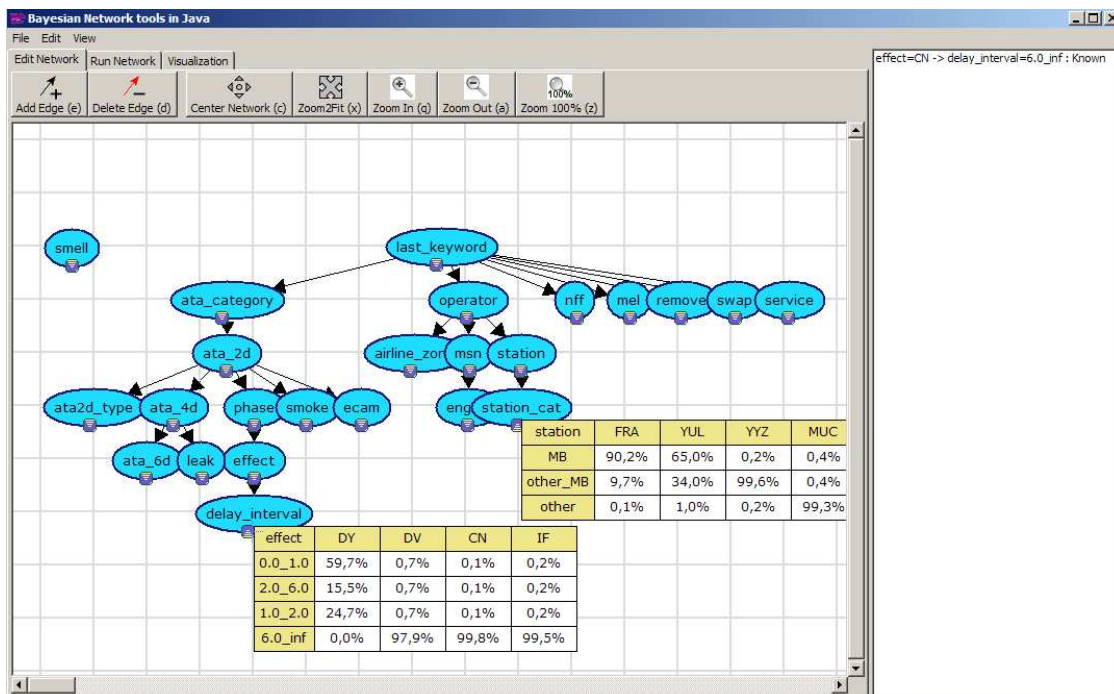 Bayesian Network tools in Java
File Edit View
Edit Network Run Network Visualization
Add Edge (e) Delete Edge (d) Center Network (c) Zoom2Fit (x) Zoom In (q) Zoom Out (a) 100% Zoom 100% (z)
effect=CN -> delay_interval=6.0_inf : Known
smell last_keyword
ata_category operator nff mel remove swap service
ata_2d airline_zon msn station
ata2d_type ata_4d phase smoke ecam eng station_cat
ata_6d leak effect
delay_interval
station FRA YUL YYZ MUC
MB 90,2% 65,0% 0,2% 0,4%
other_MB 9,7% 34,0% 99,6% 0,4%
other 0,1% 1,0% 0,2% 99,3%
effect DY DV CN IF
0.0_1.0 59,7% 0,7% 0,1% 0,2%
2.0_6.0 15,5% 0,7% 0,1% 0,2%
1.0_2.0 24,7% 0,7% 0,1% 0,2%
6.0_inf 0,0% 97,9% 99,8% 99,5%